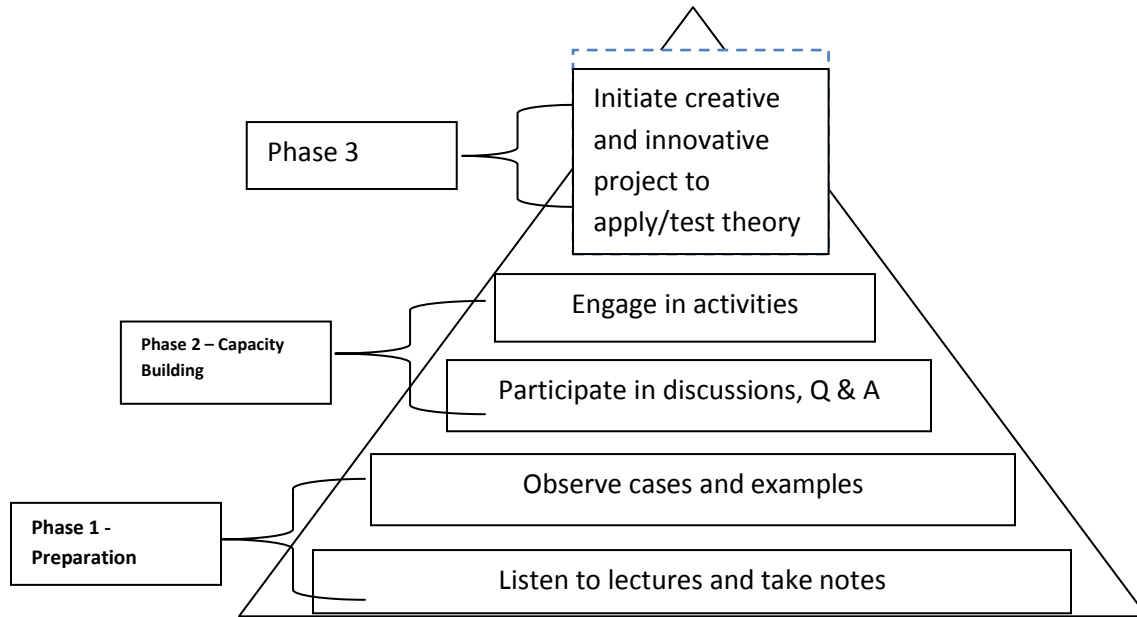 Phase 3
Initiate creative
and innovative
project to
apply/test theory
Engage in activities
Phase 2 – Capacity
Building
Participate in discussions, Q & A
Observe cases and examples
Phase 1 -
Preparation
Listen to lectures and take notes